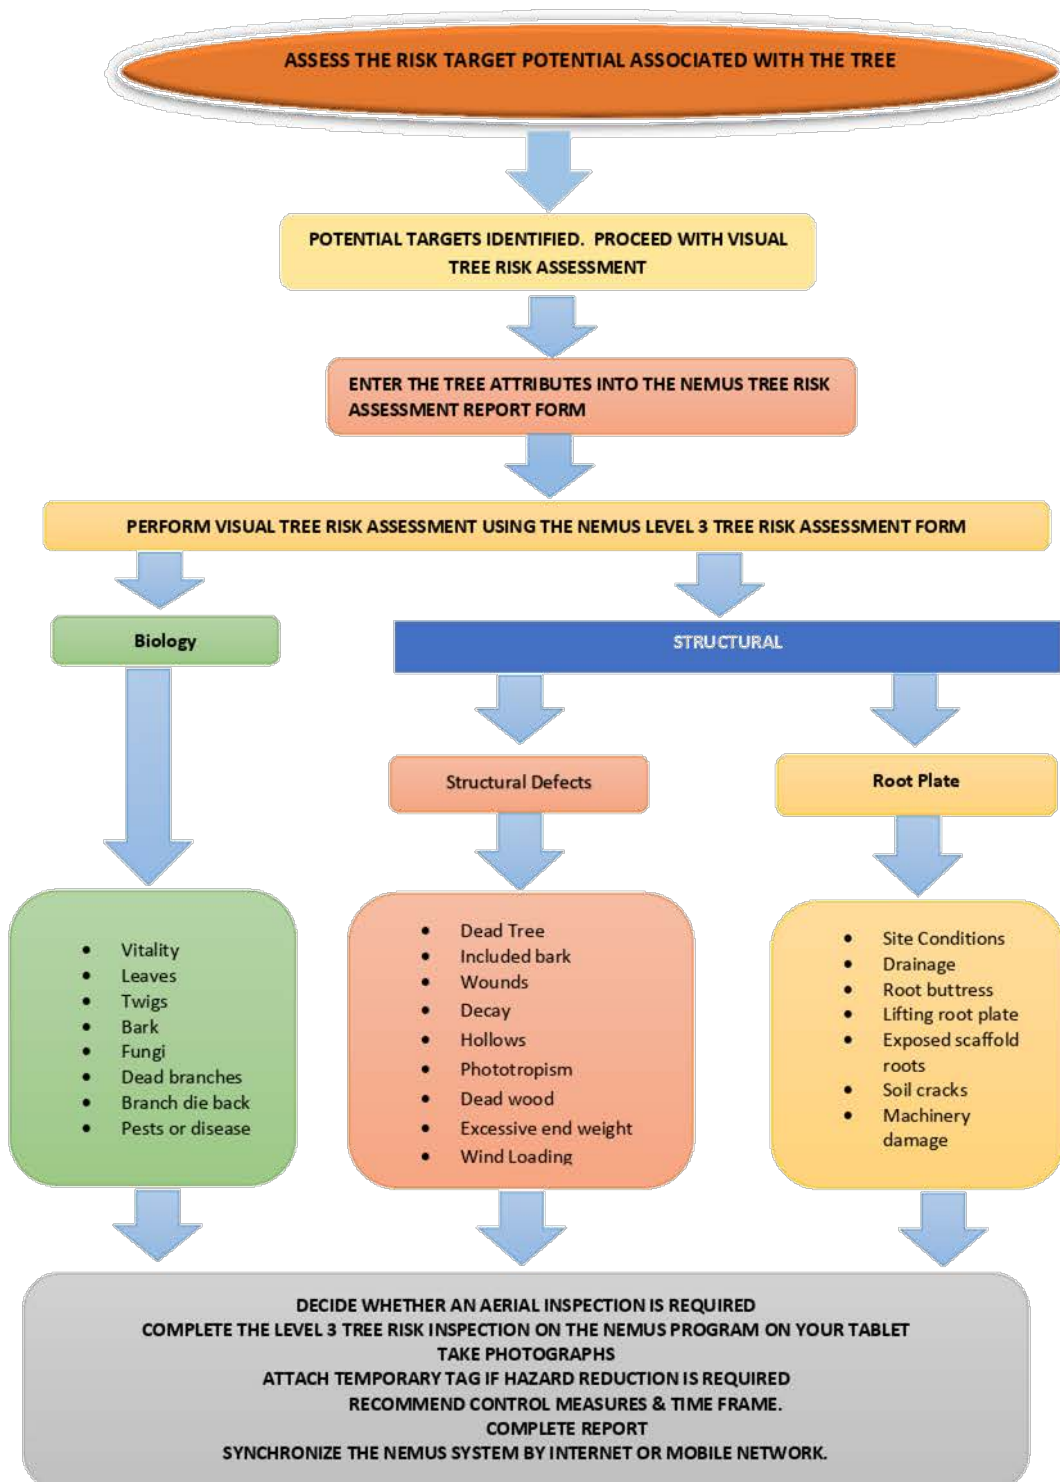 ASSESS THE RISK TARGET POTENTIAL ASSOCIATED WITH THE TREE
POTENTIAL TARGETS IDENTIFIED. PROCEED WITH VISUAL
TREE RISK ASSESSMENT
ENTER THE TREE ATTRIBUTES INTO THE NEMUS TREE RISK
ASSESSMENT REPORT FORM
PERFORM VISUAL TREE RISK ASSESSMENT USING THE NEMUS LEVEL 3 TREE RISK ASSESSMENT FORM
Biology
STRUCTURAL
Structural Defects
Root Plate
• Vitality
• Leaves
• Twigs
• Bark
• Fungi
• Dead branches
• Branch die back
• Pests or disease
• Dead Tree
• Included bark
• Wounds
• Decay
• Hollows
• Phototropism
• Dead wood
• Excessive end weight
• Wind Loading
• Site Conditions
• Drainage
• Root buttress
• Lifting root plate
• Exposed scaffold
roots
• Soil cracks
• Machinery
damage
DECIDE WHETHER AN AERIAL INSPECTION IS REQUIRED
COMPLETE THE LEVEL 3 TREE RISK INSPECTION ON THE NEMUS PROGRAM ON YOUR TABLET
TAKE PHOTOGRAPHS
ATTACH TEMPORARY TAG IF HAZARD REDUCTION IS REQUIRED
RECOMMEND CONTROL MEASURES & TIME FRAME.
COMPLETE REPORT
SYNCHRONIZE THE NEMUS SYSTEM BY INTERNET OR MOBILE NETWORK.